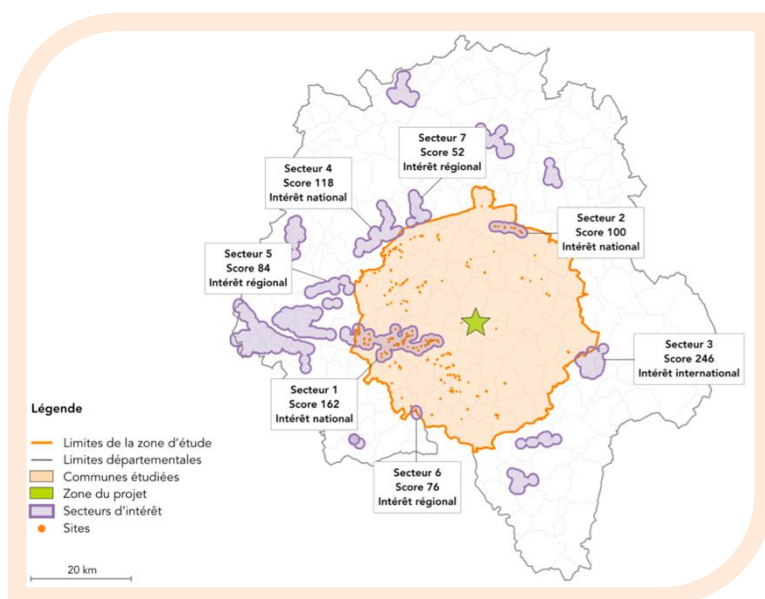 Secteur 7
Score 52
Intérêt régional
Secteur 4
Score 118
Intérêt national
Secteur 2
Score 100
Intérêt national
Secteur 5
Score 84
Intérêt régional
Secteur 3
Score 246
Intérêt international
Secteur 1
Score 162
Intérêt national
Secteur 6
Score 76
Intérêt régional
Légende
Limites de la zone d'étude
Limites départementales
Communes étudiées
Zone du projet
Secteurs d'intérêt
Sites
20 km